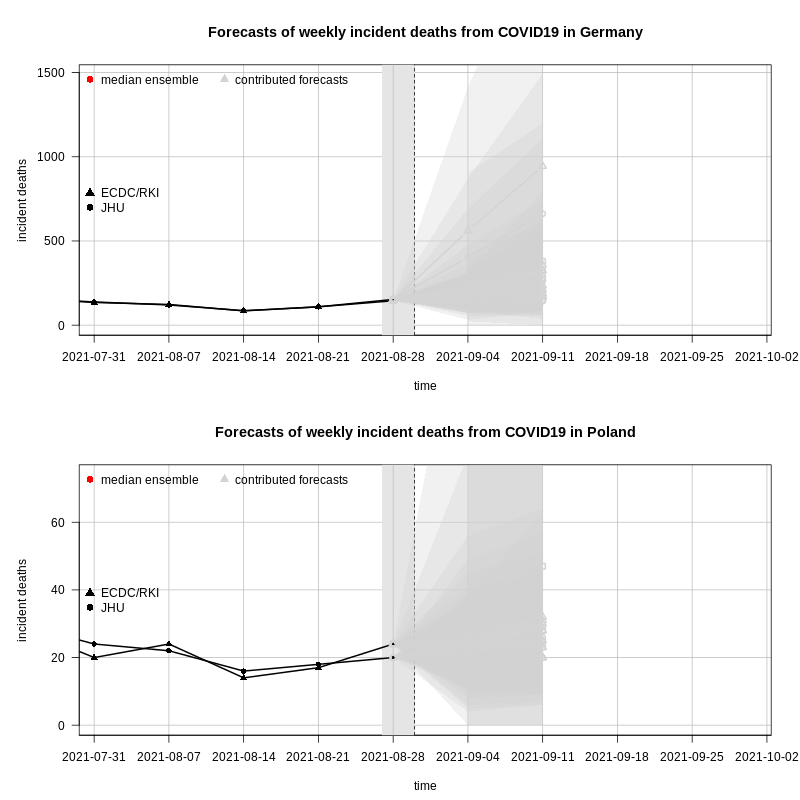 Forecasts of weekly incident deaths from COVID19 in Germany
1500
1000
500
0
incident deaths
median ensemble
contributed forecasts
ECDC/RKI
JHU
2021-07-31 2021-08-07 2021-08-14 2021-08-21 2021-08-28 2021-09-04 2021-09-11 2021-09-18 2021-09-25 2021-10-02
time
Forecasts of weekly incident deaths from COVID19 in Poland
60
40
20
0
incident deaths
median ensemble
contributed forecasts
ECDC/RKI
JHU
2021-07-31 2021-08-07 2021-08-14 2021-08-21 2021-08-28 2021-09-04 2021-09-11 2021-09-18 2021-09-25 2021-10-02
time